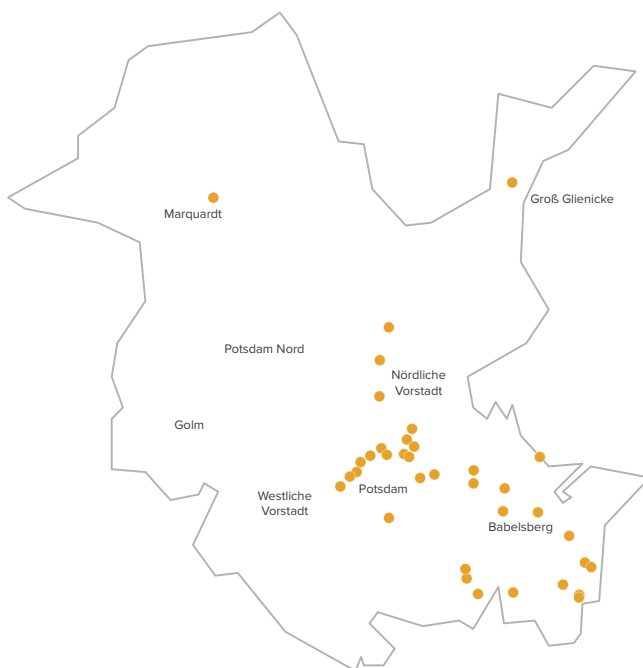 Groß Glienicke
Marquardt
Potsdam Nord
Nördliche
Vorstadt
Golm
Potsdam
Westliche
Vorstadt
Babelsberg